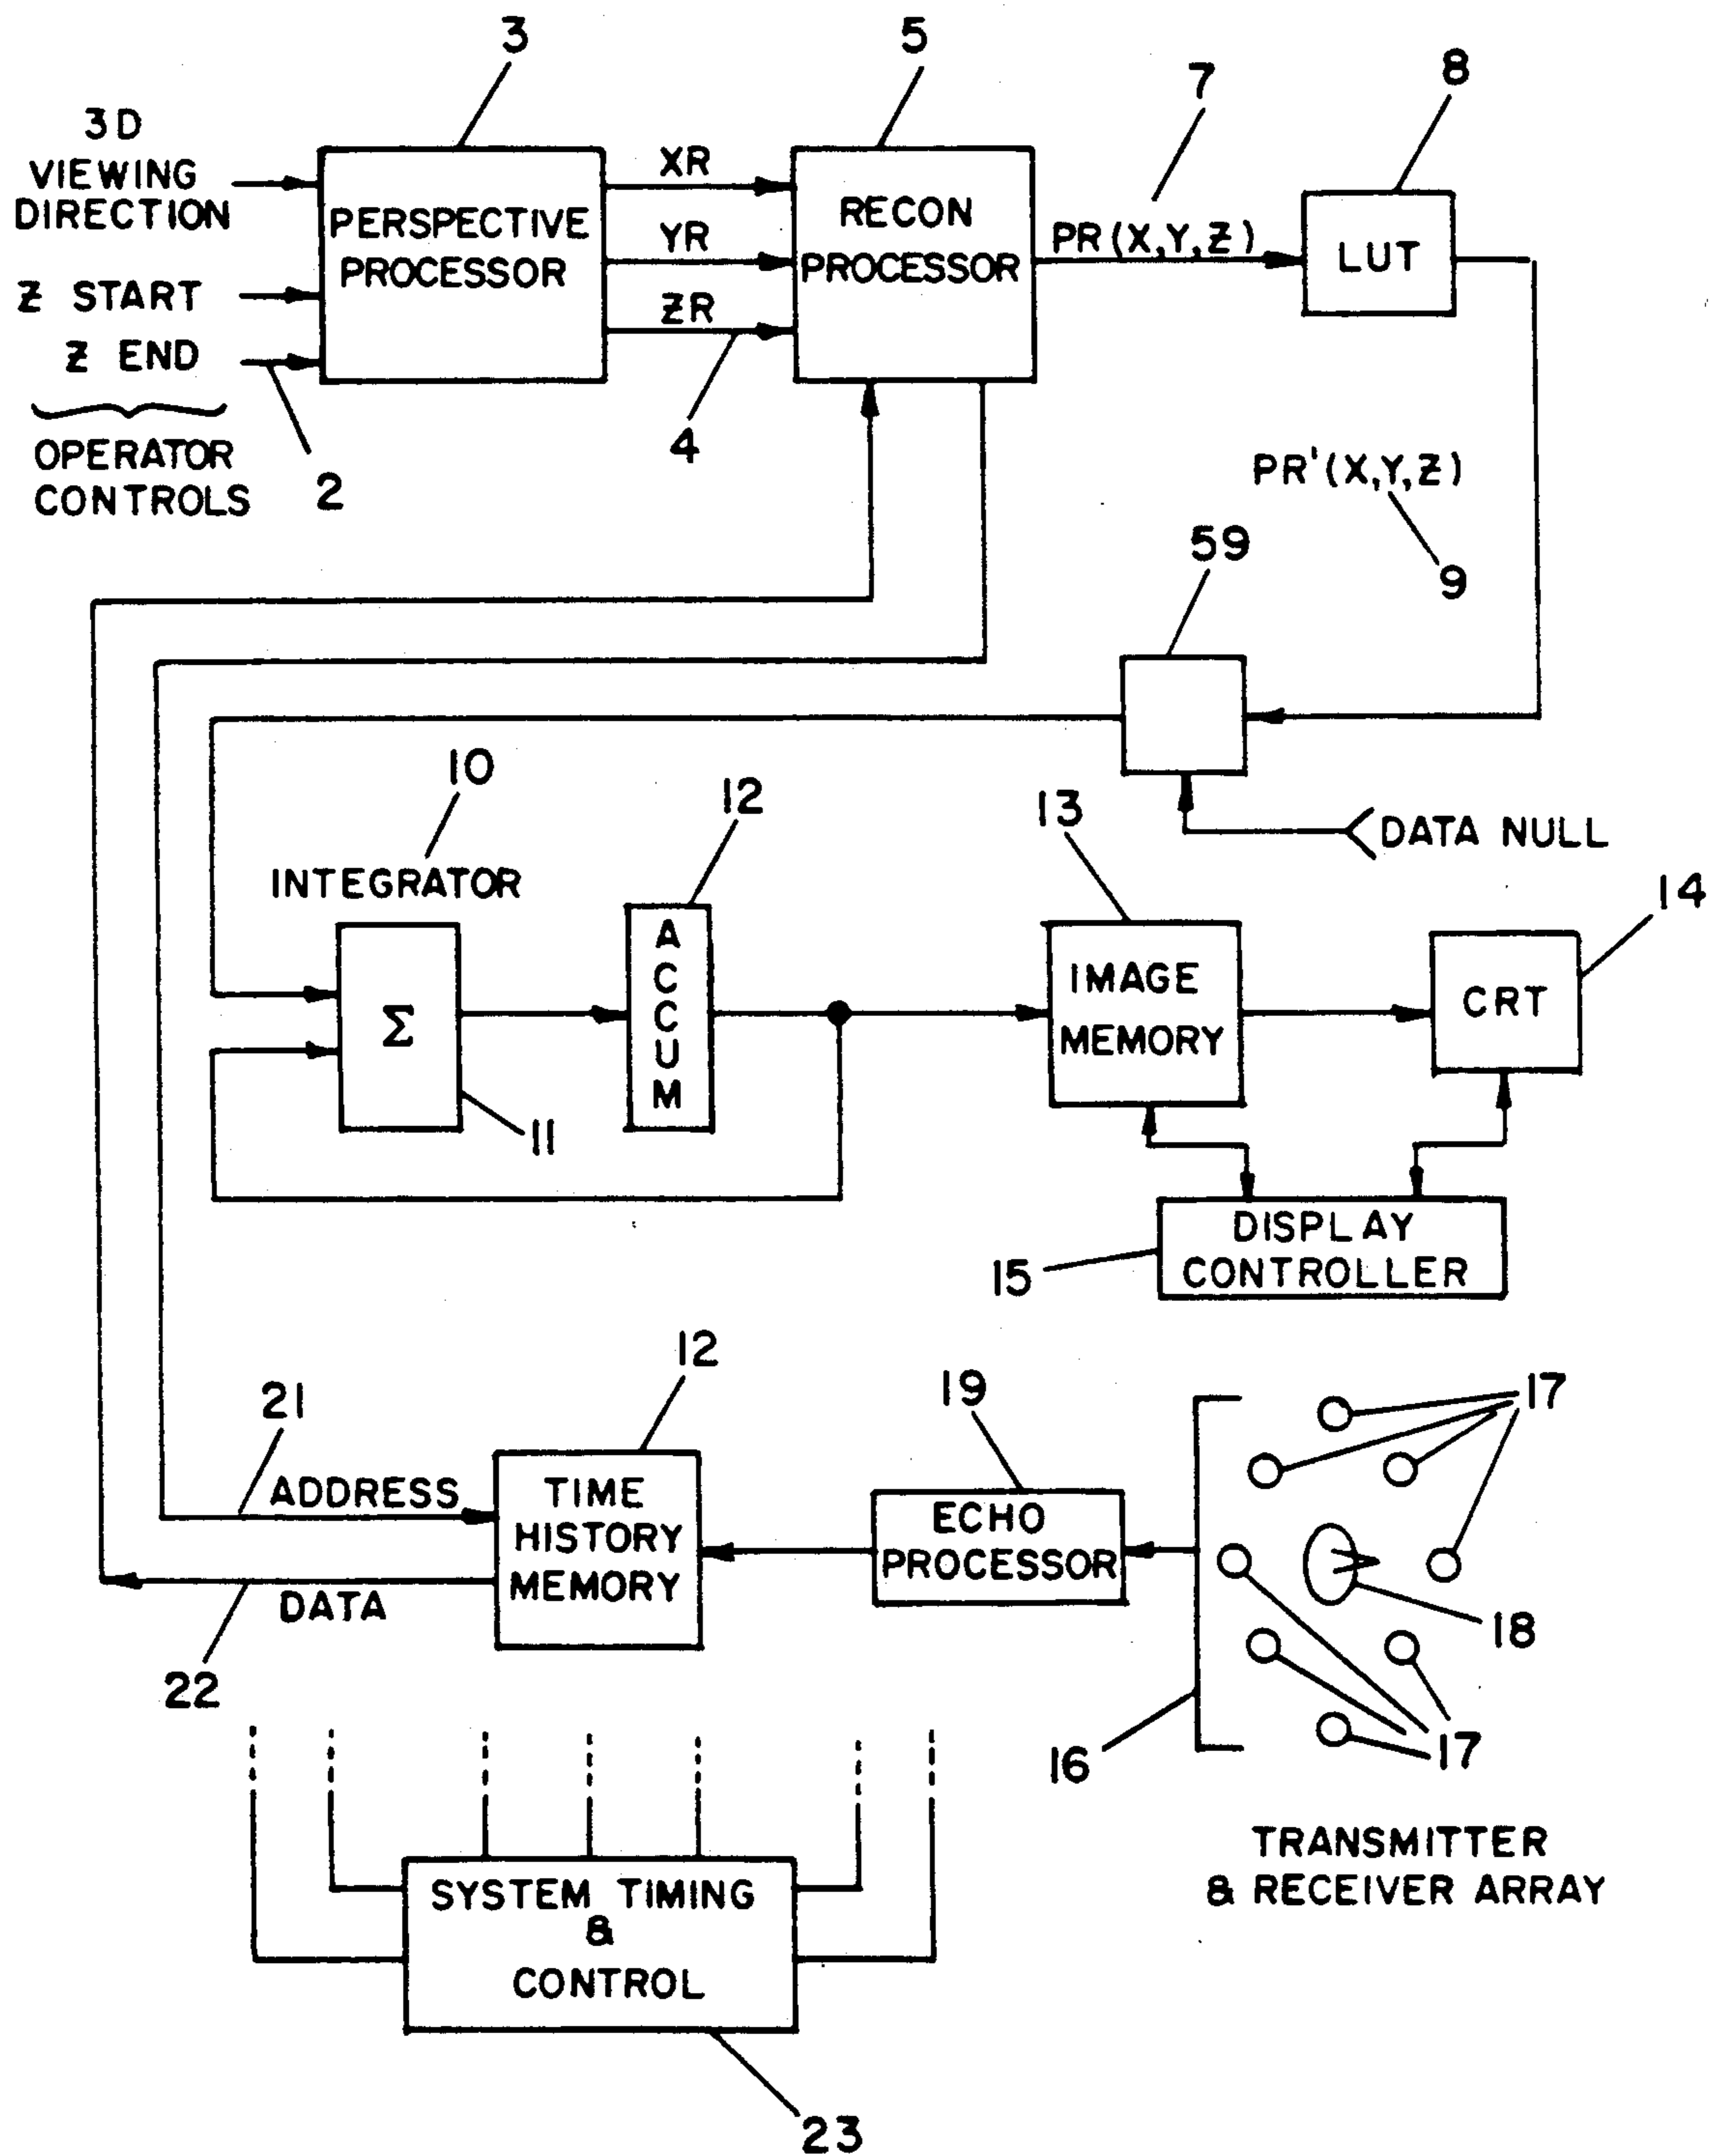 3
5
7
8
3D
VIEWING
DIRECTION
Z START
Z END
OPERATOR
CONTROLS
2
PERSPECTIVE
PROCESSOR
XR
YR
ZR
4
RECON
PROCESSOR
PR(X,Y,Z)
LUT
PR'(X,Y,Z)
9
59
DATA NULL
10
INTEGRATOR
Σ
11
12
ACCUM
13
IMAGE
MEMORY
14
CRT
15
DISPLAY
CONTROLLER
21
ADDRESS
22
DATA
12
TIME
HISTORY
MEMORY
19
ECHO
PROCESSOR
17
18
17
16
TRANSMITTER
& RECEIVER ARRAY
SYSTEM TIMING
&
CONTROL
23